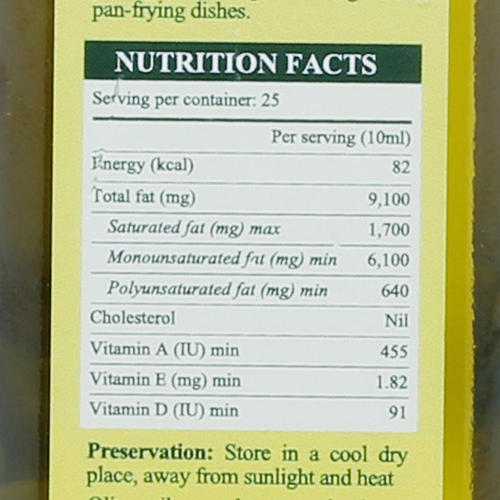 pan-frying dishes.
NUTRITION FACTS
Serving per container: 25
Per serving (10ml)
Energy (kcal) 82
Total fat (mg) 9,100
Saturated fat (mg) max 1,700
Monounsaturated fat (mg) min 6,100
Polyunsaturated fat (mg) min 640
Cholesterol Nil
Vitamin A (IU) min 455
Vitamin E (mg) min 1.82
Vitamin D (IU) min 91
Preservation: Store in a cool dry
place, away from sunlight and heat